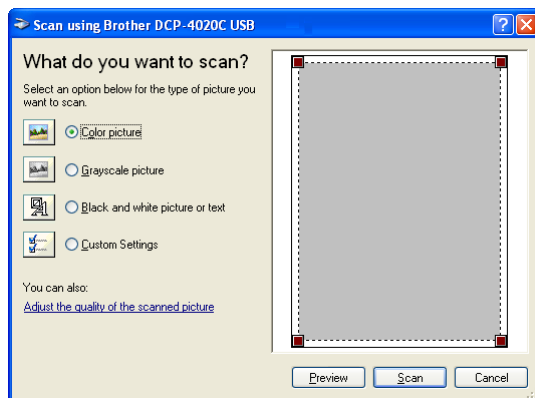 Scan using Brother DCP-4020C USB
What do you want to scan?
Select an option below for the type of picture you
want to scan.
Color picture
Grayscale picture
Black and white picture or text
Custom Settings
You can also:
Adjust the quality of the scanned picture
Preview
Scan
Cancel